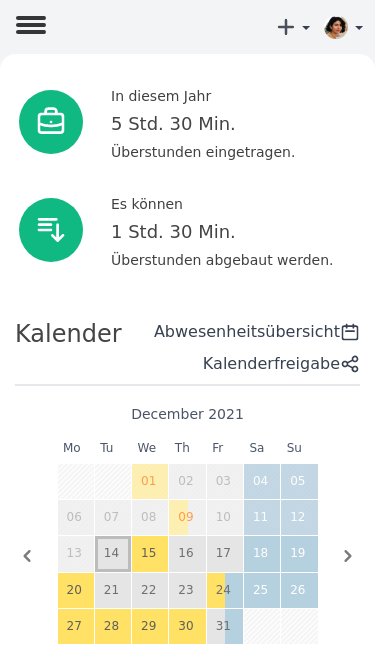 In diesem Jahr
5 Std. 30 Min.
Überstunden eingetragen.
Es können
1 Std. 30 Min.
Überstunden abgebaut werden.
Kalender
Abwesenheitsübersicht
Kalenderfreigabe
December 2021
Mo Tu We Th Fr Sa Su
01 02 03 04 05
06 07 08 09 10 11 12
13 14 15 16 17 18 19
20 21 22 23 24 25 26
27 28 29 30 31